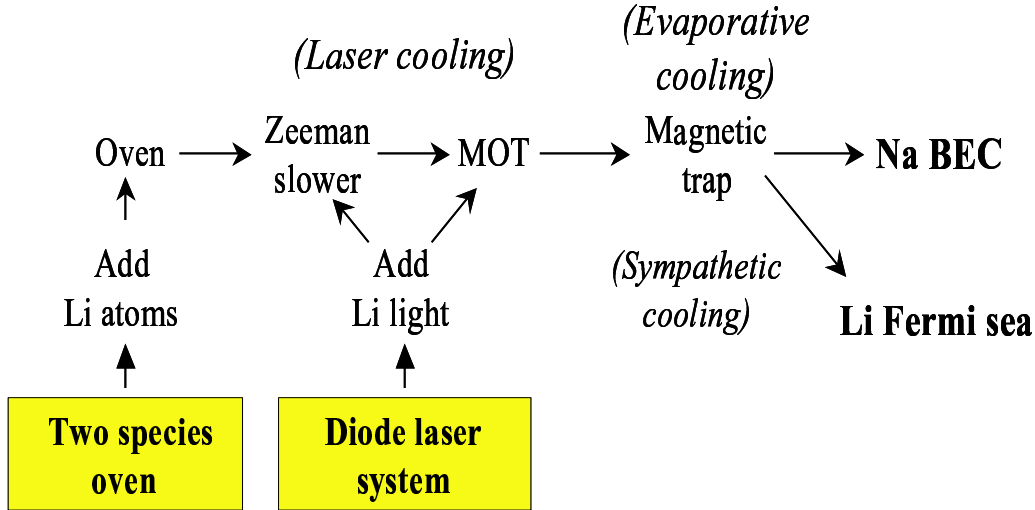 (Laser cooling)
(Evaporative
cooling)
Oven
Zeeman
slower
MOT
Magnetic
trap
Na BEC
Add
Li atoms
Add
Li light
(Sympathetic
cooling)
Li Fermi sea
Two species
oven
Diode laser
system